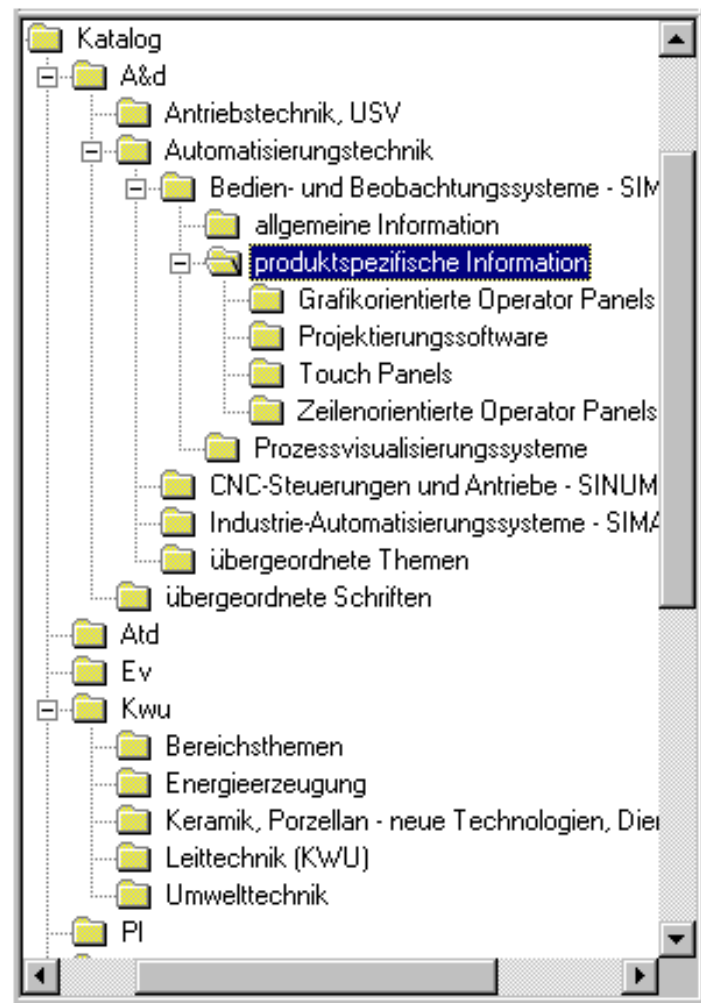 Katalog
A&d
Antriebstechnik, USV
Automatisierungstechnik
Bedien- und Beobachtungssysteme - SIM
allgemeine Information
produktspezifische Information
Grafikorientierte Operator Panels
Projektierungssoftware
Touch Panels
Zeilenorientierte Operator Panels
Prozessvisualisierungssysteme
CNC-Steuerungen und Antriebe - SINUM
Industrie-Automatisierungssysteme - SIMA
übergeordnete Themen
übergeordnete Schriften
Atd
Ev
Kwu
Bereichsthemen
Energieerzeugung
Keramik, Porzellan - neue Technologien, Dien
Leittechnik (KWU)
Umwelttechnik
Pl